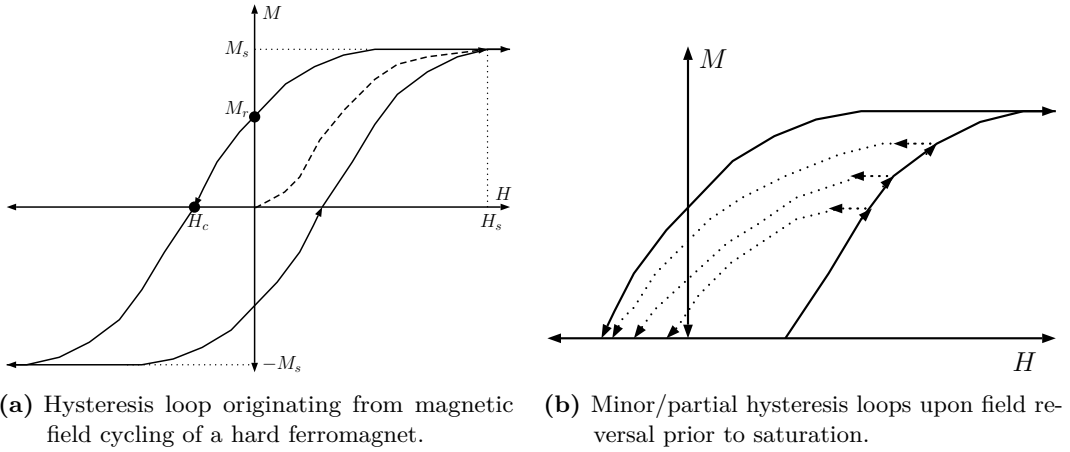 M
M_s
M_r
H
H_c
H_s
−M_s
M
H
(a) Hysteresis loop originating from magnetic
field cycling of a hard ferromagnet.
(b) Minor/partial hysteresis loops upon field re-
versal prior to saturation.